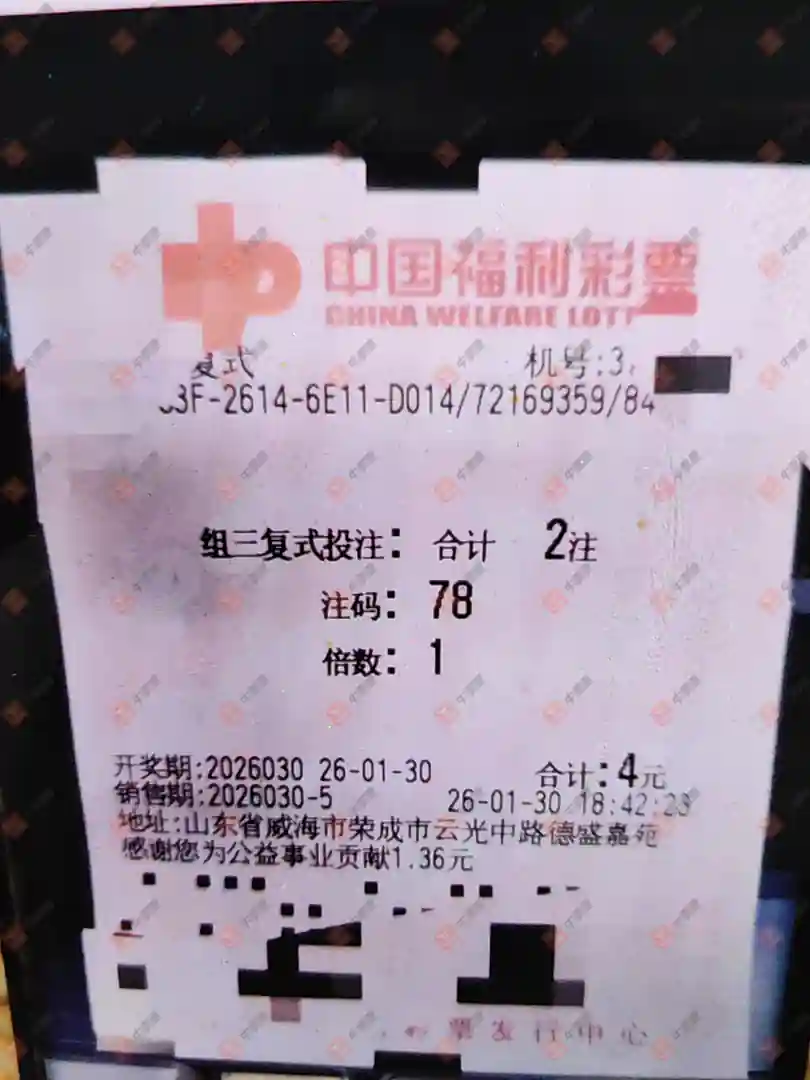 中国福利彩票
CHINA WELFARE LOTT
复式 机号:3
3F-2614-6E11-D014/72169359/84
组三复式投注: 合计 2注
注码: 78
倍数: 1
开奖期:2026030 26-01-30 合计:4元
销售期:2026030-5 26-01-30 18:42:23
地址:山东省威海市荣成市云光中路德盛嘉苑
感谢您为公益事业贡献1.36元
票发行中心